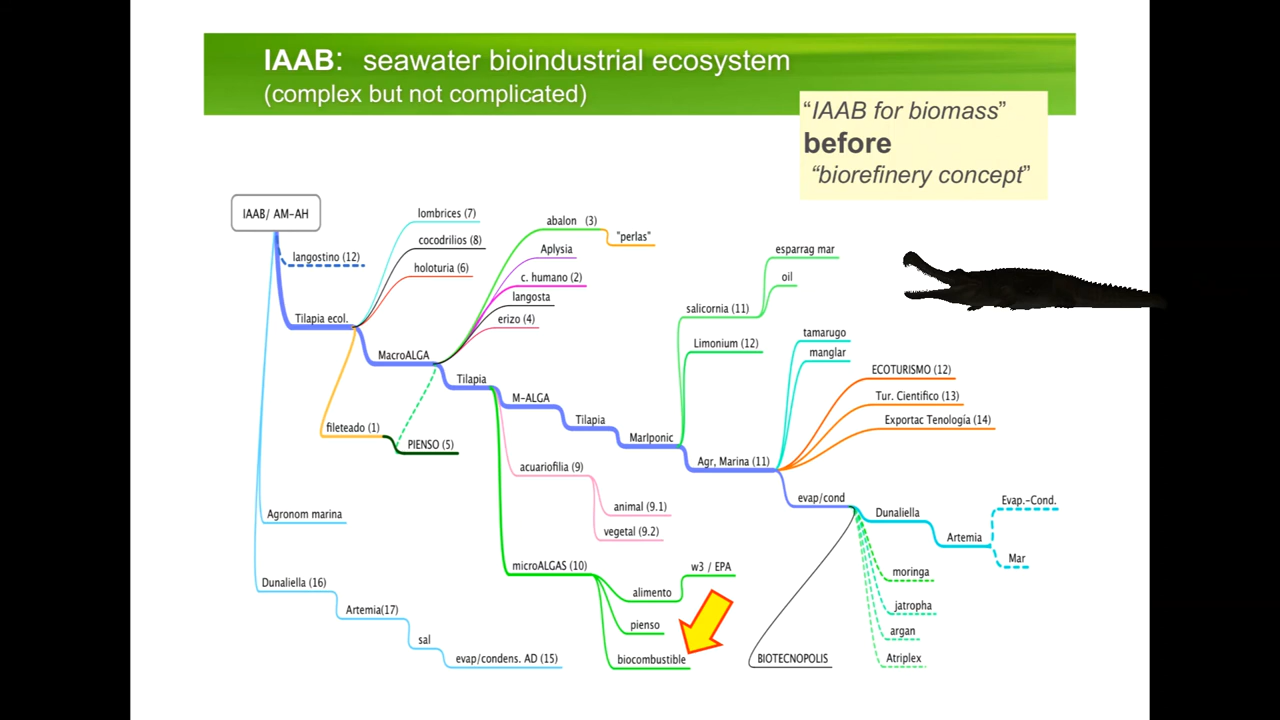 IAAB: seawater bioindustrial ecosystem
(complex but not complicated)
“IAAB for biomass”
before
“biorefinery concept”
IAAB/ AM-AH
langostino (12)
Tilapia ecol.
lombrices (7)
cocodrilios (8)
holoturia (6)
MacroALGA
abalon (3)
"perlas"
Aplysia
c. humano (2)
langosta
erizo (4)
fileteado (1)
PIENSO (5)
Tilapia
M-ALGA
Tilapia
MarIponic
acuariofilia (9)
animal (9.1)
vegetal (9.2)
microALGAS (10)
alimento
w3 / EPA
pienso
biocombustible
salicornia (11)
esparrag mar
oil
Limonium (12)
Agr, Marina (11)
tamarugo
manglar
ECOTURISMO (12)
Tur. Cientifico (13)
Exportac Tenología (14)
evap/cond
Dunaliella
Artemia
Evap.-Cond.
Mar
moringa
jatropha
argan
Atriplex
BIOTECNOPOLIS
Agronom marina
Dunaliella (16)
Artemia(17)
sal
evap/condens. AD (15)